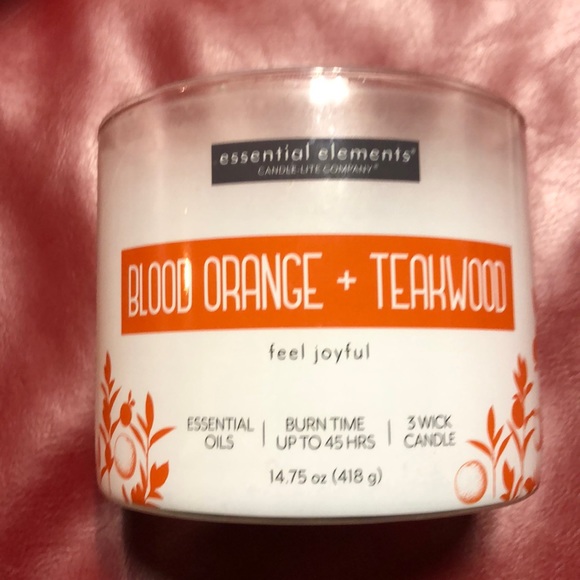 essential elements®
CANDLE-LITE COMPANY®
BLOOD ORANGE + TEAKWOOD
feel joyful
ESSENTIAL OILS | BURN TIME UP TO 45 HRS | 3 WICK CANDLE
14.75 oz (418 g)